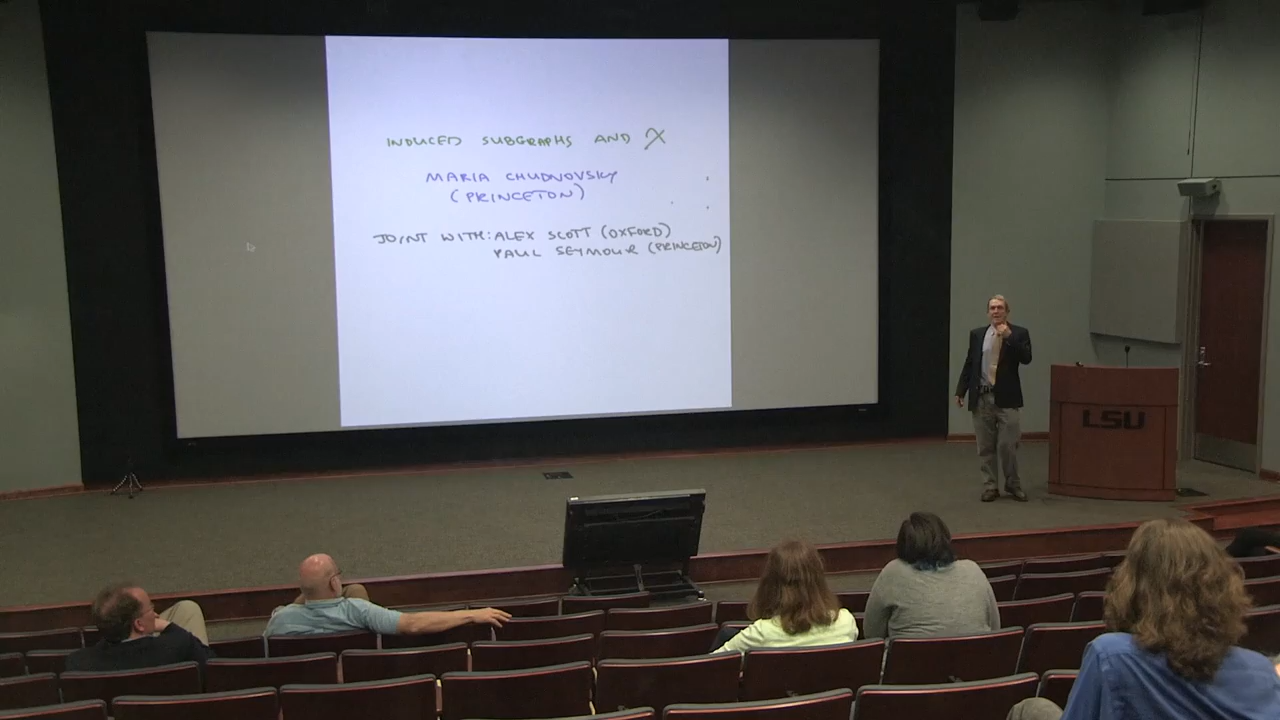 INDUCED SUBGRAPHS AND χ
MARIA CHUDNOVSKY
(PRINCETON)
JOINT WITH: ALEX SCOTT (OXFORD)
PAUL SEYMOUR (PRINCETON)
LSU